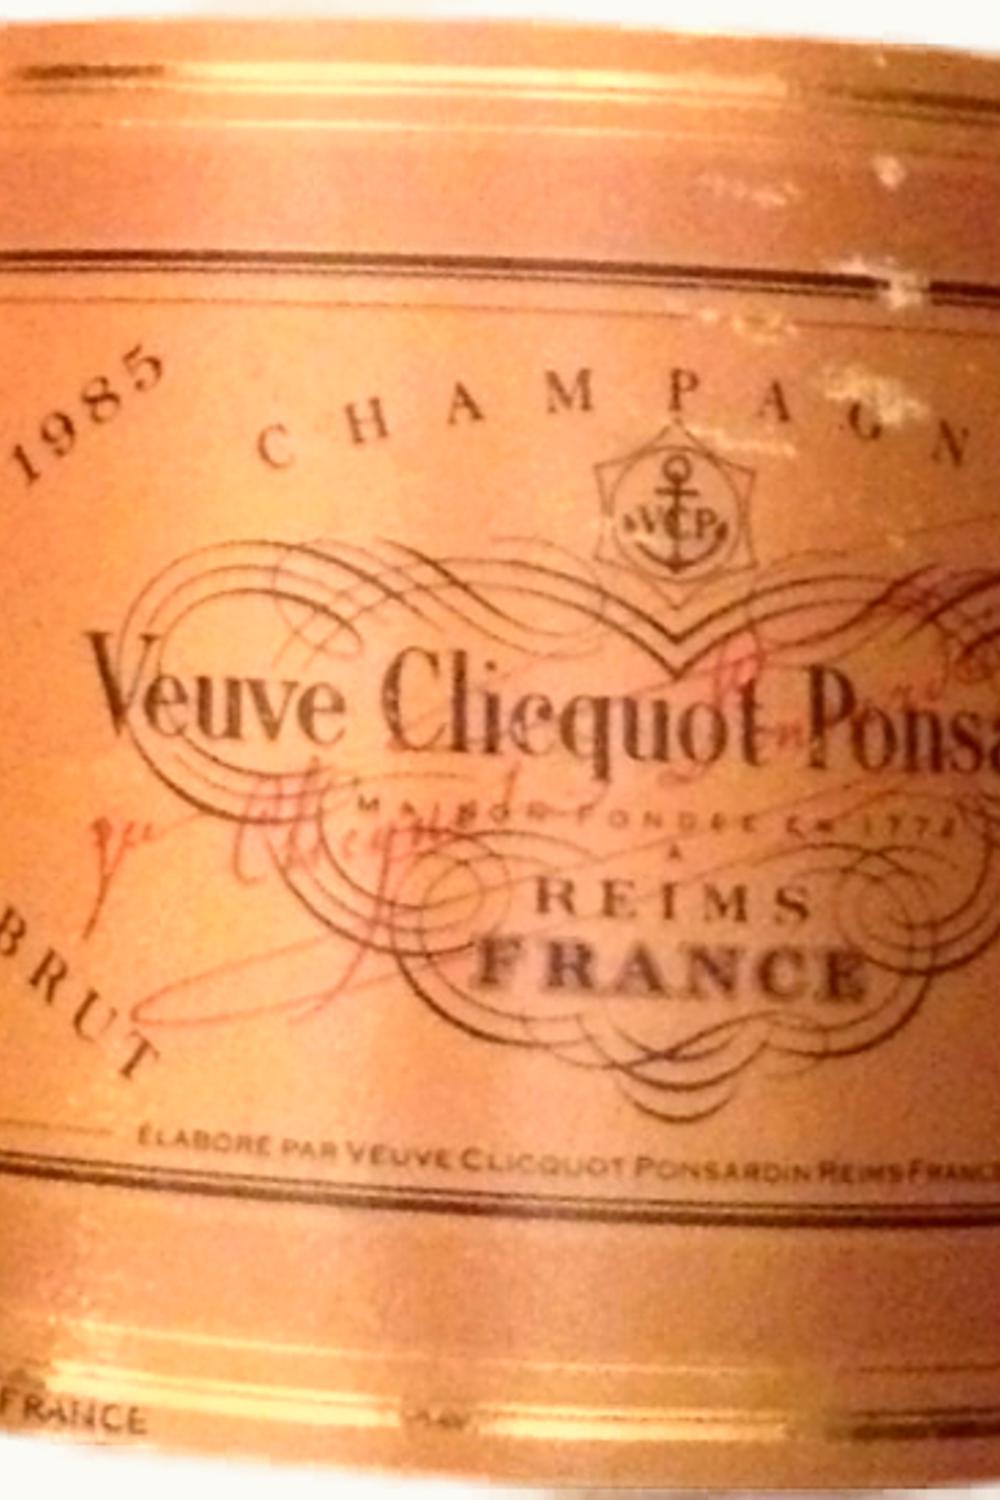 1985
CHAMPAGN
VCP
Veuve Clicquot Ponsa
MAISON FONDÉE EN 1772
A
REIMS
FRANCE
BRUT
ÉLABORÉ PAR VEUVE CLICQUOT PONSARDIN REIMS FRANCE
FRANCE